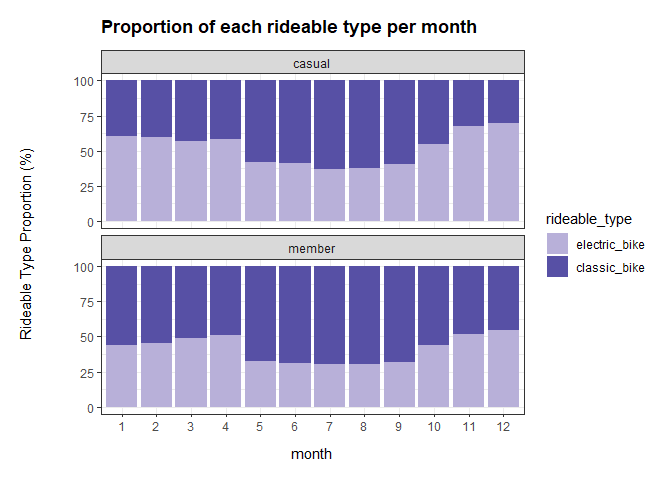 Proportion of each rideable type per month
casual
100
75
50
25
0
member
100
75
50
25
0
1 2 3 4 5 6 7 8 9 10 11 12
month
Rideable Type Proportion (%)
rideable_type
electric_bike
classic_bike